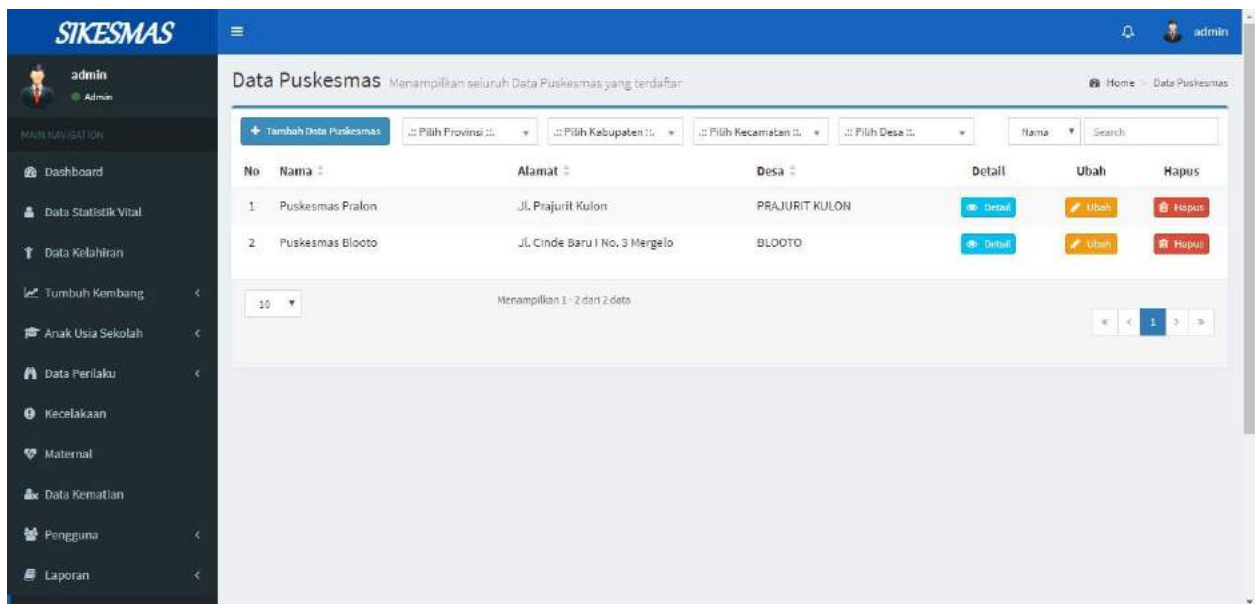 SIKESMAS
admin
admin
Admin
Data Puskesmas Menampilkan seluruh Data Puskesmas yang terdaftar
Home > Data Puskesmas
MAIN NAVIGATION
Dashboard
Data Statistik Vital
Data Kelahiran
Tumbuh Kembang
Anak Usia Sekolah
Data Perilaku
Kecelakaan
Maternal
Data Kematian
Pengguna
Laporan
Tambah Data Puskesmas
.:: Pilih Provinsi ::.
.:: Pilih Kabupaten ::.
.:: Pilih Kecamatan ::.
.:: Pilih Desa ::.
Nama
Search
No Nama Alamat Desa Detail Ubah Hapus
1 Puskesmas Pralon Jl. Prajurit Kulon PRAJURIT KULON Detail Ubah Hapus
2 Puskesmas Blooto Jl. Cinde Baru I No. 3 Mergelo BLOOTO Detail Ubah Hapus
10
Menampilkan 1 - 2 dari 2 data
« < 1 > »